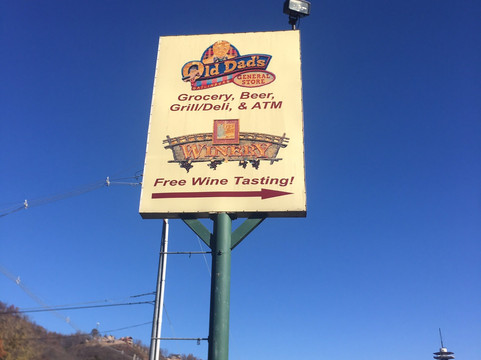 Old Dad's
GENERAL
STORE
Grocery, Beer,
Grill/Deli, & ATM
WINERY
Free Wine Tasting!